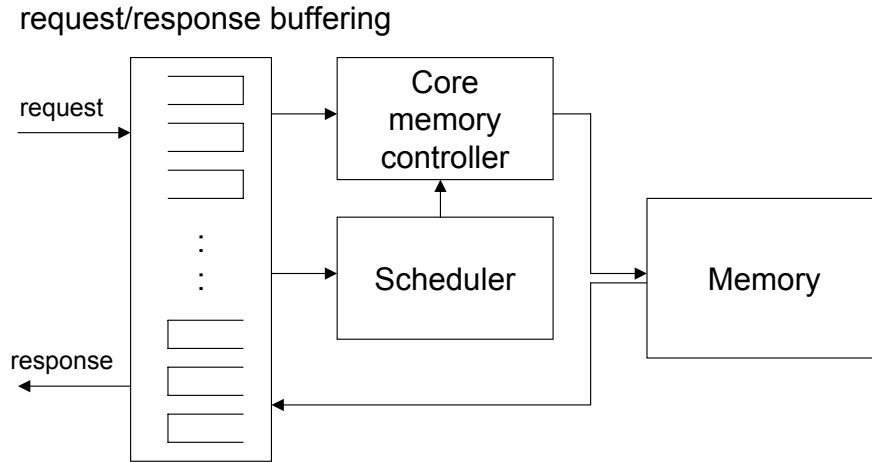 request/response buffering
request
Core
memory
controller
:
:
Scheduler
Memory
response